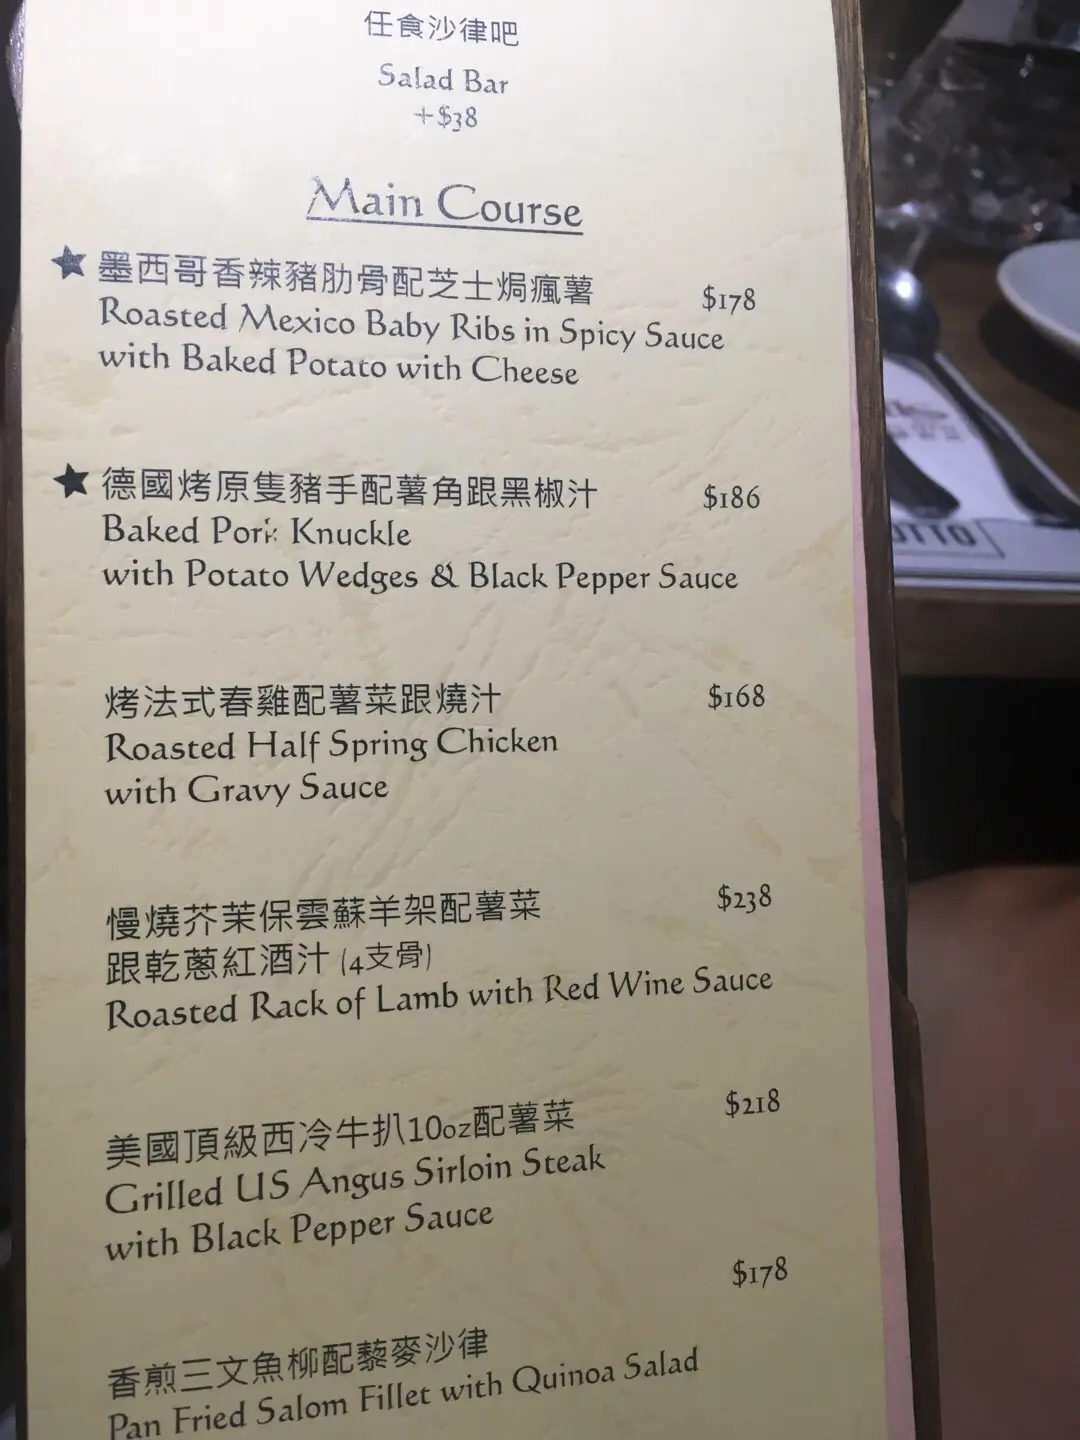 任食沙律吧
Salad Bar
+$38
Main Course
★ 墨西哥香辣豬肋骨配芝士焗瘋薯 $178
Roasted Mexico Baby Ribs in Spicy Sauce
with Baked Potato with Cheese
★ 德國烤原隻豬手配薯角跟黑椒汁 $186
Baked Pork Knuckle
with Potato Wedges & Black Pepper Sauce
烤法式春雞配薯菜跟燒汁 $168
Roasted Half Spring Chicken
with Gravy Sauce
慢燒芥茉保雲蘇羊架配薯菜 $238
跟乾蔥紅酒汁 (4支骨)
Roasted Rack of Lamb with Red Wine Sauce
美國頂級西冷牛扒10oz配薯菜 $218
Grilled US Angus Sirloin Steak
with Black Pepper Sauce
$178
香煎三文魚柳配藜麥沙律
Pan Fried Salom Fillet with Quinoa Salad
OTTO